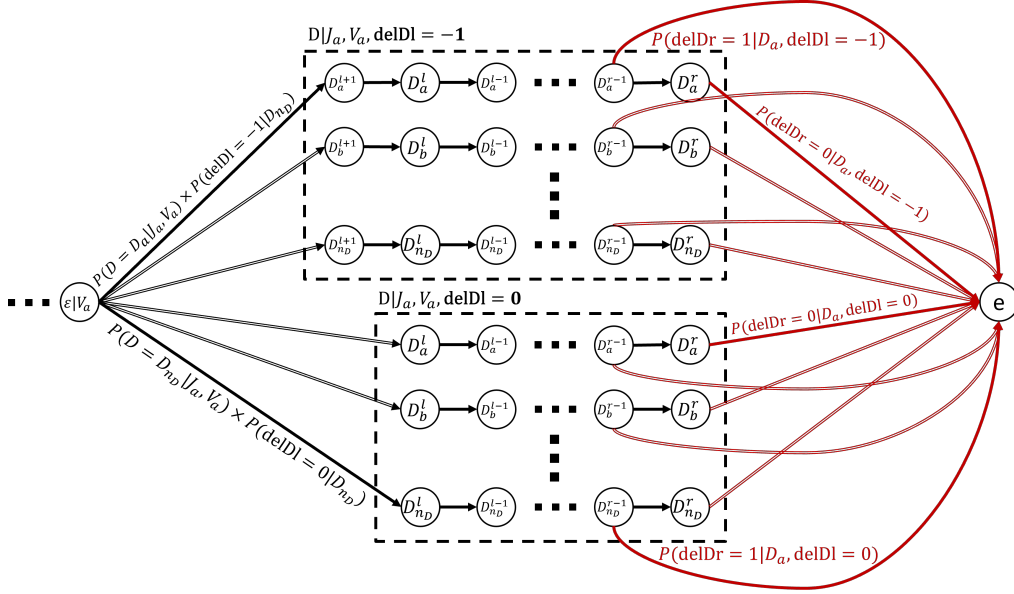 D|J_a, V_a, delDl = −1
P(delDr = 1|D_a, delDl = −1)
D_a^{l+1} D_a^l D_a^{l−1} D_a^{r−1} D_a^r
P(D = D_a|J_a, V_a) × P(delDl = −1|D_{n_D})
P(delDr = 0|D_a, delDl = −1)
D_b^{l+1} D_b^l D_b^{l−1} D_b^{r−1} D_b^r
D_{n_D}^{l+1} D_{n_D}^l D_{n_D}^{l−1} D_{n_D}^{r−1} D_{n_D}^r
ε|V_a
e
D|J_a, V_a, delDl = 0
P(delDr = 0|D_a, delDl = 0)
D_a^l D_a^{l−1} D_a^{r−1} D_a^r
P(D = D_{n_D}|J_a, V_a) × P(delDl = 0|D_{n_D})
D_b^l D_b^{l−1} D_b^{r−1} D_b^r
D_{n_D}^l D_{n_D}^{l−1} D_{n_D}^{r−1} D_{n_D}^r
P(delDr = 1|D_a, delDl = 0)